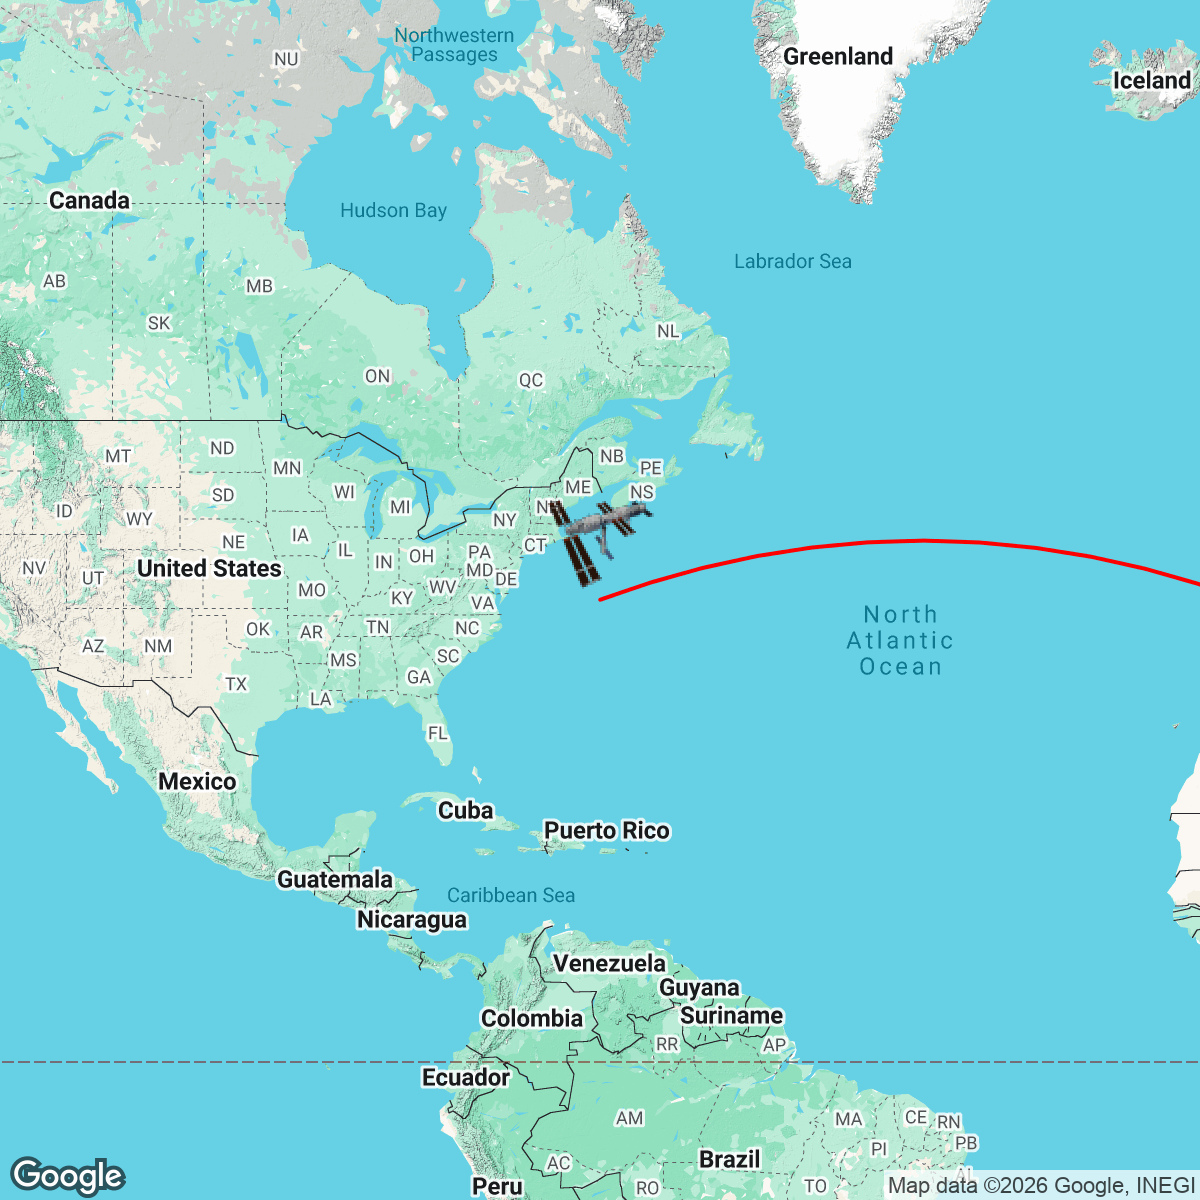 Northwestern
Passages
NU
Greenland
Iceland
Canada
Hudson Bay
Labrador Sea
AB
MB
SK
NL
ON
QC
MT
ND
MN
NB
PE
ID
WY
SD
WI
MI
ME
NS
NY
N
NE
IA
IL
IN
OH
PA
CT
NV
UT
United States
MO
KY
WV
MD
DE
VA
AZ
NM
OK
AR
TN
NC
SC
MS
GA
TX
LA
FL
North
Atlantic
Ocean
Mexico
Cuba
Puerto Rico
Guatemala
Caribbean Sea
Nicaragua
Venezuela
Guyana
Suriname
Colombia
RR
AP
Ecuador
AM
MA
CE
RN
PB
PI
AC
Brazil
AL
Peru
RO
TO
Google
Map data ©2026 Google, INEGI